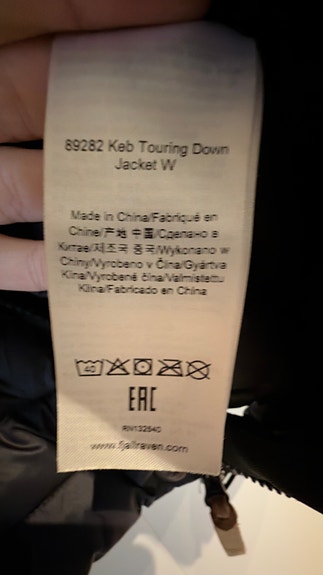 89282 Keb Touring Down
Jacket W
Made in China/Fabriqué en
Chine/产地 中国/Сделано в
Китае/제조국 중국/Wykonano w
Chiny/Vyrobeno v Čína/Gyártva
Kína/Vyrobené čína/Valmistettu
Kiina/Fabricado en China
40
EAC
RN132640
www.fjallraven.com